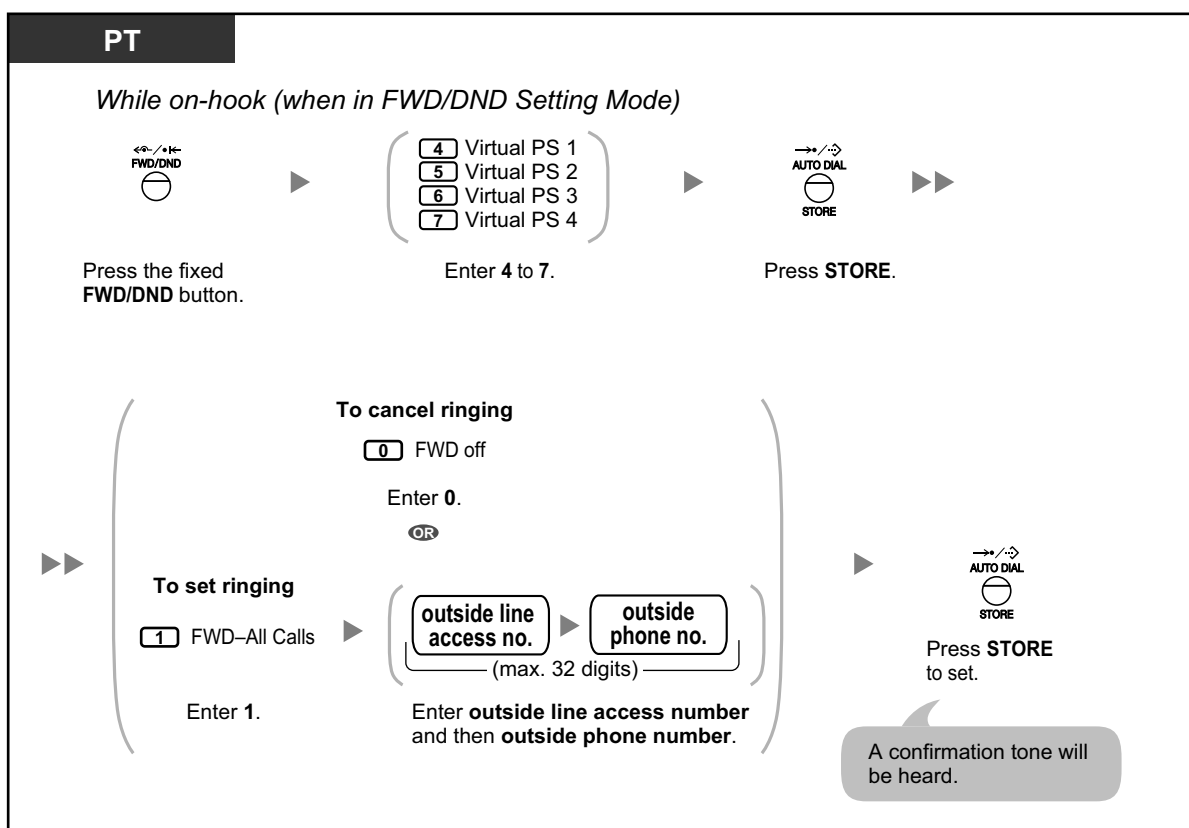 PT
While on-hook (when in FWD/DND Setting Mode)
FWD/DND
Press the fixed
FWD/DND button.
4 Virtual PS 1
5 Virtual PS 2
6 Virtual PS 3
7 Virtual PS 4
Enter 4 to 7.
AUTO DIAL
STORE
Press STORE.
To cancel ringing
0 FWD off
Enter 0.
OR
To set ringing
1 FWD–All Calls
Enter 1.
outside line
access no.
outside
phone no.
(max. 32 digits)
Enter outside line access number
and then outside phone number.
AUTO DIAL
STORE
Press STORE
to set.
A confirmation tone will
be heard.